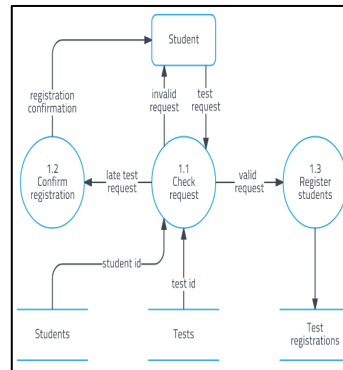 Student
registration
confirmation
invalid
request
test
request
1.2
Confirm
registration
late test
request
1.1
Check
request
valid
request
1.3
Register
students
student id
test id
Students
Tests
Test
registrations